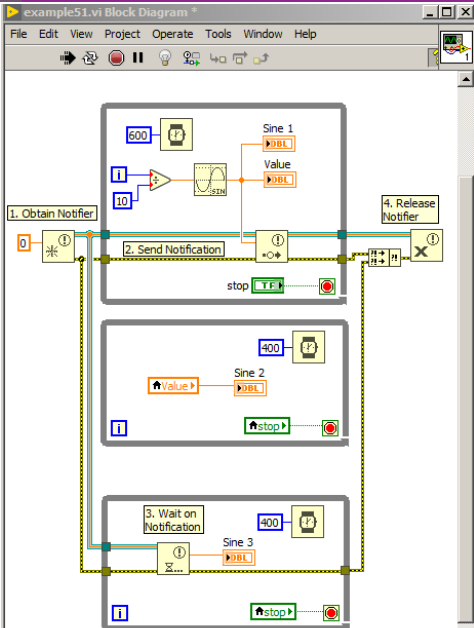 example51.vi Block Diagram *
File Edit View Project Operate Tools Window Help
1
600
Sine 1
DBL
Value
DBL
i
10
SIN
1. Obtain Notifier
4. Release
Notifier
0
2. Send Notification
?!
?!
?!
stop TF
400
Sine 2
Value
DBL
i
stop
3. Wait on
Notification
400
Sine 3
DBL
i
stop